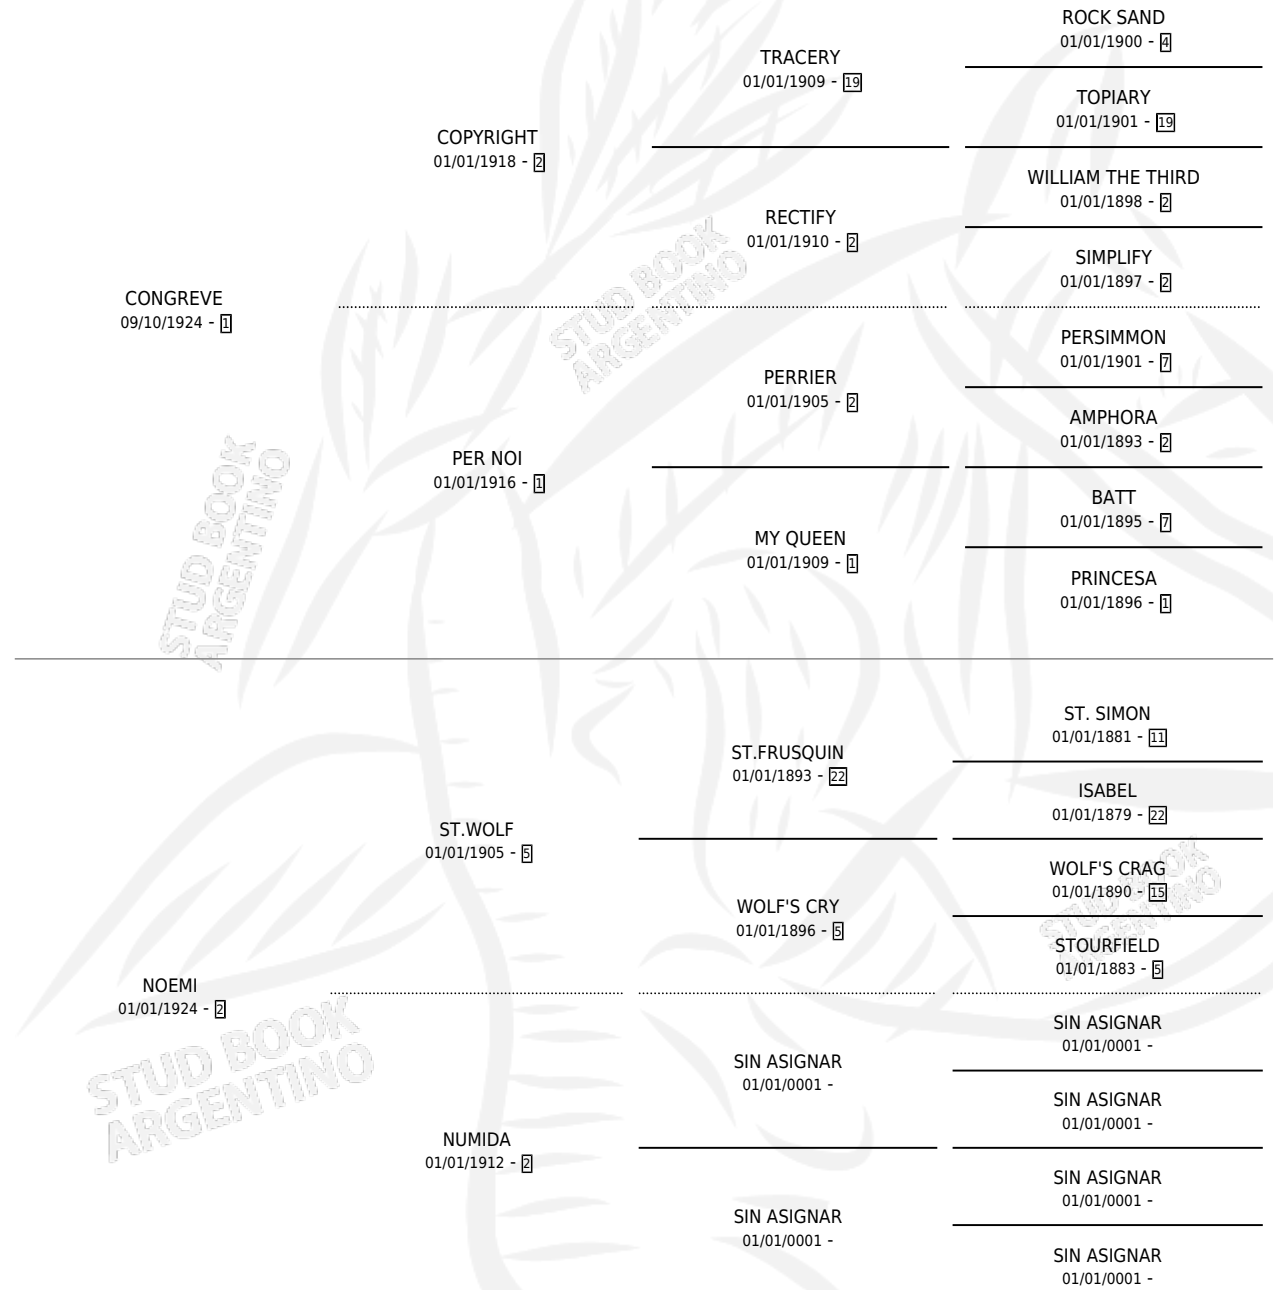 ROCK SAND
01/01/1900 - 4
TRACERY
01/01/1909 - 19
TOPIARY
01/01/1901 - 19
COPYRIGHT
01/01/1918 - 2
WILLIAM THE THIRD
01/01/1898 - 2
RECTIFY
01/01/1910 - 2
SIMPLIFY
01/01/1897 - 2
CONGREVE
09/10/1924 - 1
PERSIMMON
01/01/1901 - 7
PERRIER
01/01/1905 - 2
AMPHORA
01/01/1893 - 2
PER NOI
01/01/1916 - 1
BATT
01/01/1895 - 7
MY QUEEN
01/01/1909 - 1
PRINCESA
01/01/1896 - 1
STUD BOOK
ARGENTINO
STUD BOOK
ARGENTINO
ST. SIMON
01/01/1881 - 11
ST.FRUSQUIN
01/01/1893 - 22
ISABEL
01/01/1879 - 22
ST.WOLF
01/01/1905 - 5
WOLF'S CRAG
01/01/1890 - 15
WOLF'S CRY
01/01/1896 - 5
STOURFIELD
01/01/1883 - 5
NOEMI
01/01/1924 - 2
SIN ASIGNAR
01/01/0001 -
SIN ASIGNAR
01/01/0001 -
SIN ASIGNAR
01/01/0001 -
NUMIDA
01/01/1912 - 2
SIN ASIGNAR
01/01/0001 -
SIN ASIGNAR
01/01/0001 -
SIN ASIGNAR
01/01/0001 -
STUD BOOK
ARGENTINO
STUD BOOK
ARGENTINO